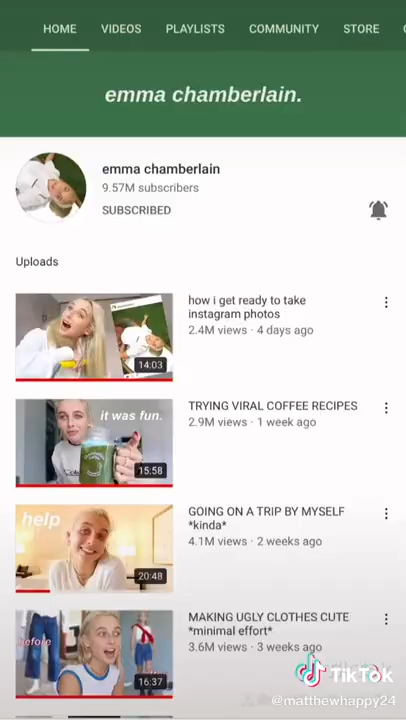 HOME VIDEOS PLAYLISTS COMMUNITY STORE
emma chamberlain.
emma chamberlain
9.57M subscribers
SUBSCRIBED
Uploads
how i get ready to take
instagram photos
2.4M views · 4 days ago
14:03
TRYING VIRAL COFFEE RECIPES
2.9M views · 1 week ago
it was fun.
15:58
GOING ON A TRIP BY MYSELF
*kinda*
4.1M views · 2 weeks ago
help
20:48
MAKING UGLY CLOTHES CUTE
*minimal effort*
3.6M views · 3 weeks ago
before
16:37
TikTok
@matthewhappy24